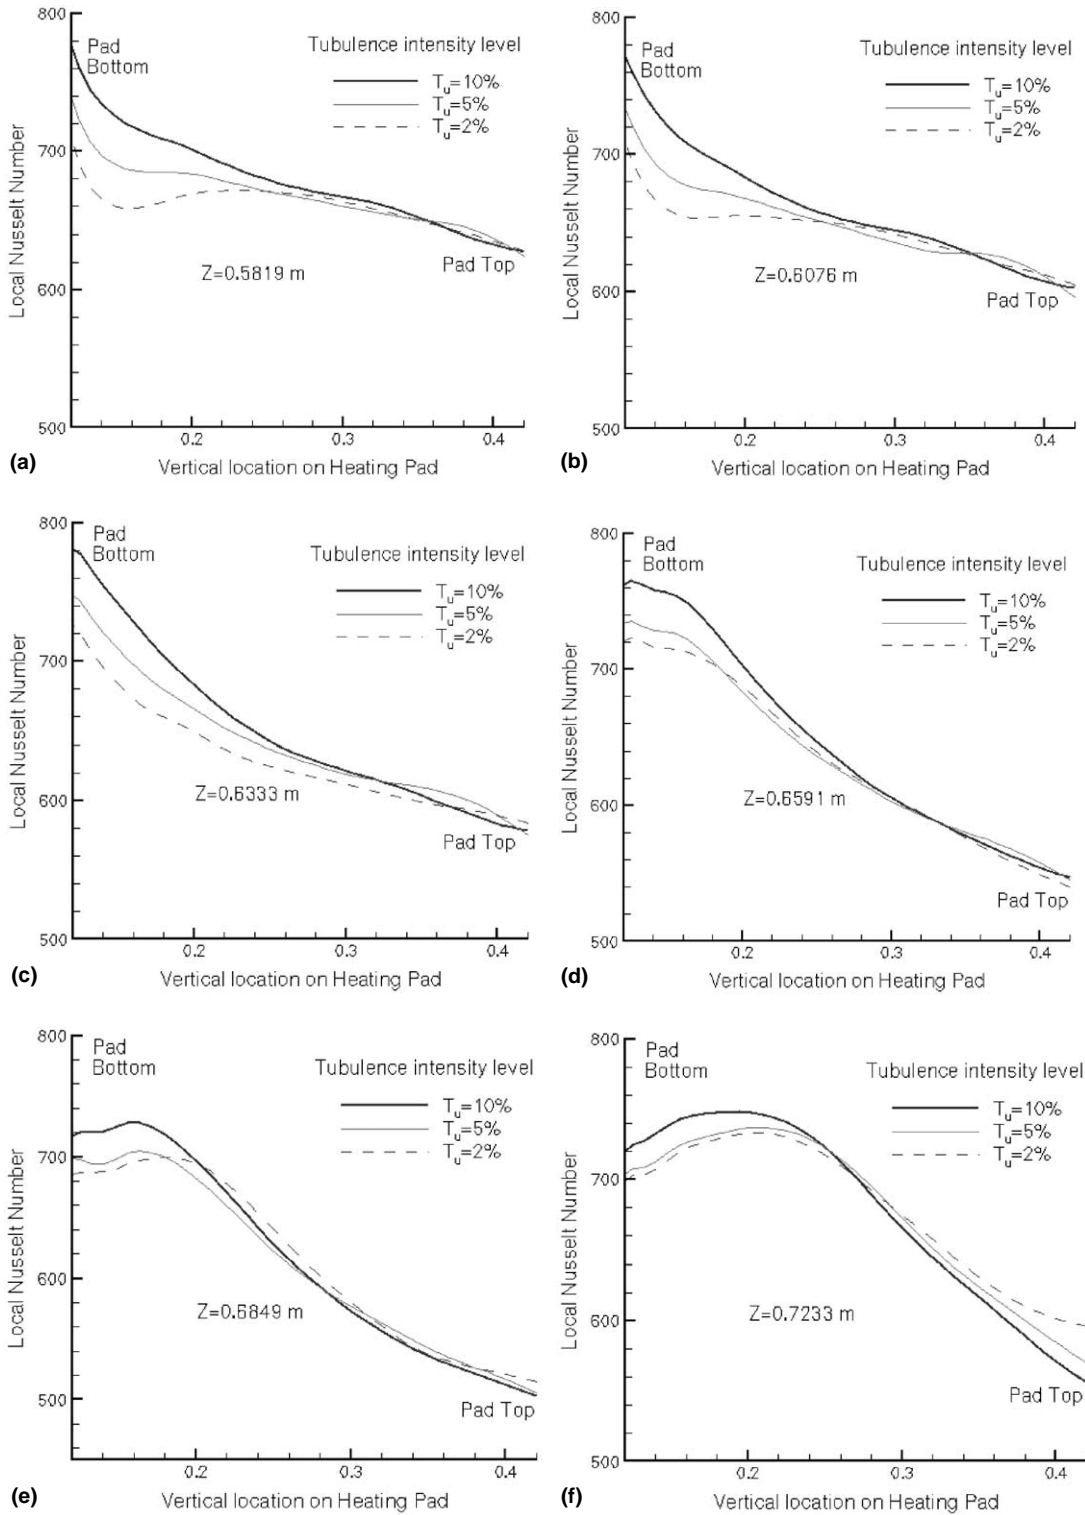 800
700
600
500
Local Nusselt Number
Pad
Bottom
Tubulence intensity level
Tu=10%
Tu=5%
Tu=2%
Z=0.5819 m
Pad Top
0.2
0.3
0.4
(a)
Vertical location on Heating Pad
800
700
600
500
Local Nusselt Number
Pad
Bottom
Tubulence intensity level
Tu=10%
Tu=5%
Tu=2%
Z=0.6076 m
Pad Top
0.2
0.3
0.4
(b)
Vertical location on Heating Pad
800
700
600
500
Local Nusselt Number
Pad
Bottom
Tubulence intensity level
Tu=10%
Tu=5%
Tu=2%
Z=0.6333 m
Pad Top
0.2
0.3
0.4
(c)
Vertical location on Heating Pad
800
700
600
500
Local Nusselt Number
Pad
Bottom
Tubulence intensity level
Tu=10%
Tu=5%
Tu=2%
Z=0.6591 m
Pad Top
0.2
0.3
0.4
(d)
Vertical location on Heating Pad
800
700
600
500
Local Nusselt Number
Pad
Bottom
Tubulence intensity level
Tu=10%
Tu=5%
Tu=2%
Z=0.6849 m
Pad Top
0.2
0.3
0.4
(e)
Vertical location on Heating Pad
800
700
600
500
Local Nusselt Number
Pad
Bottom
Tubulence intensity level
Tu=10%
Tu=5%
Tu=2%
Z=0.7233 m
Pad Top
0.2
0.3
0.4
(f)
Vertical location on Heating Pad